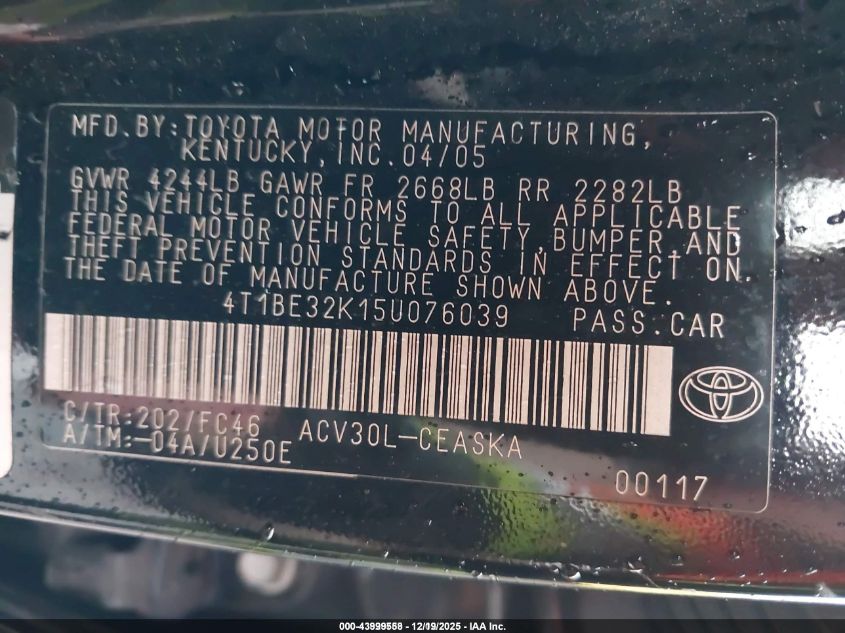 MFD.BY:TOYOTA MOTOR MANUFACTURING,
KENTUCKY,INC.04/05
GVWR 4244LB GAWR FR 2668LB RR 2282LB
THIS VEHICLE CONFORMS TO ALL APPLICABLE
FEDERAL MOTOR VEHICLE SAFETY,BUMPER,AND
THEFT PREVENTION STANDARDS IN EFFECT ON
THE DATE OF MANUFACTURE SHOWN ABOVE.
4T1BE32K15U076039 PASS.CAR
C/TR:202/FC46 ACV30L-CEASKA
A/TM:-04A/U250E
00117
000-43999558 - 12/19/2025 - IAA Inc.